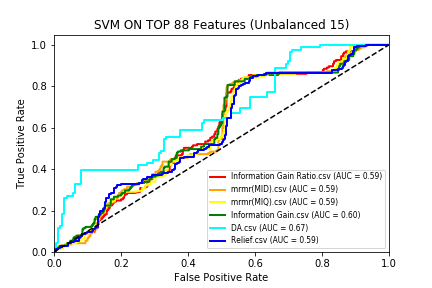 SVM ON TOP 88 Features (Unbalanced 15)
True Positive Rate
1.0
0.8
0.6
0.4
0.2
0.0
Information Gain Ratio.csv (AUC = 0.59)
mrmr(MID).csv (AUC = 0.59)
mrmr(MIQ).csv (AUC = 0.59)
Information Gain.csv (AUC = 0.60)
DA.csv (AUC = 0.67)
Relief.csv (AUC = 0.59)
0.0 0.2 0.4 0.6 0.8 1.0
False Positive Rate